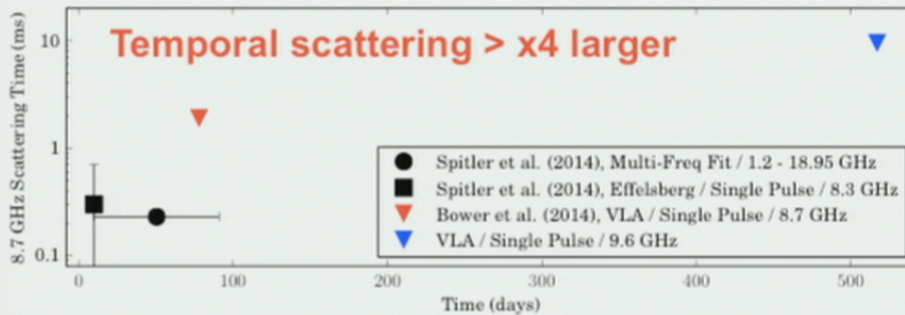 Temporal scattering > x4 larger
8.7 GHz Scattering Time (ms)
10
1
0.1
Spitler et al. (2014), Multi-Freq Fit / 1.2 - 18.95 GHz
Spitler et al. (2014), Effelsberg / Single Pulse / 8.3 GHz
Bower et al. (2014), VLA / Single Pulse / 8.7 GHz
VLA / Single Pulse / 9.6 GHz
0 100 200 300 400 500
Time (days)